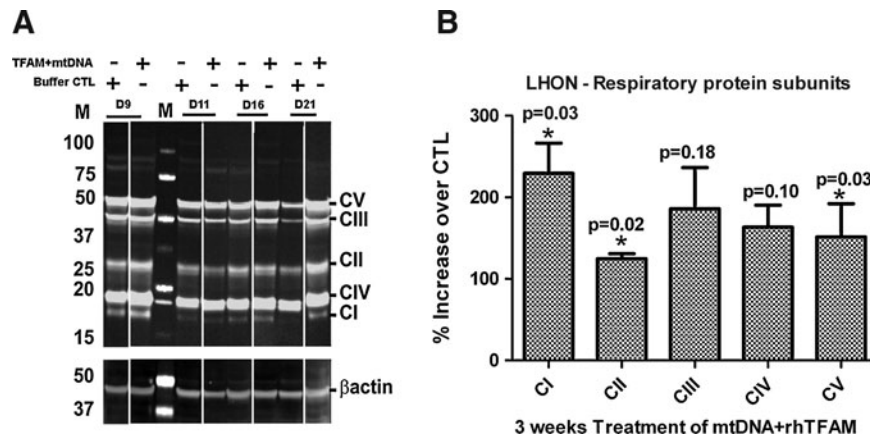 A
TFAM+mtDNA - + - + - + - +
Buffer CTL + - + - + - + -
M D9 M D11 D16 D21
100
75
50
37
25
20
15
CV
CIII
CII
CIV
CI
50
37
βactin
B
LHON - Respiratory protein subunits
% Increase over CTL
300
200
100
0
p=0.03
*
p=0.02
*
p=0.18
p=0.10
p=0.03
*
CI
CII
CIII
CIV
CV
3 weeks Treatment of mtDNA+rhTFAM